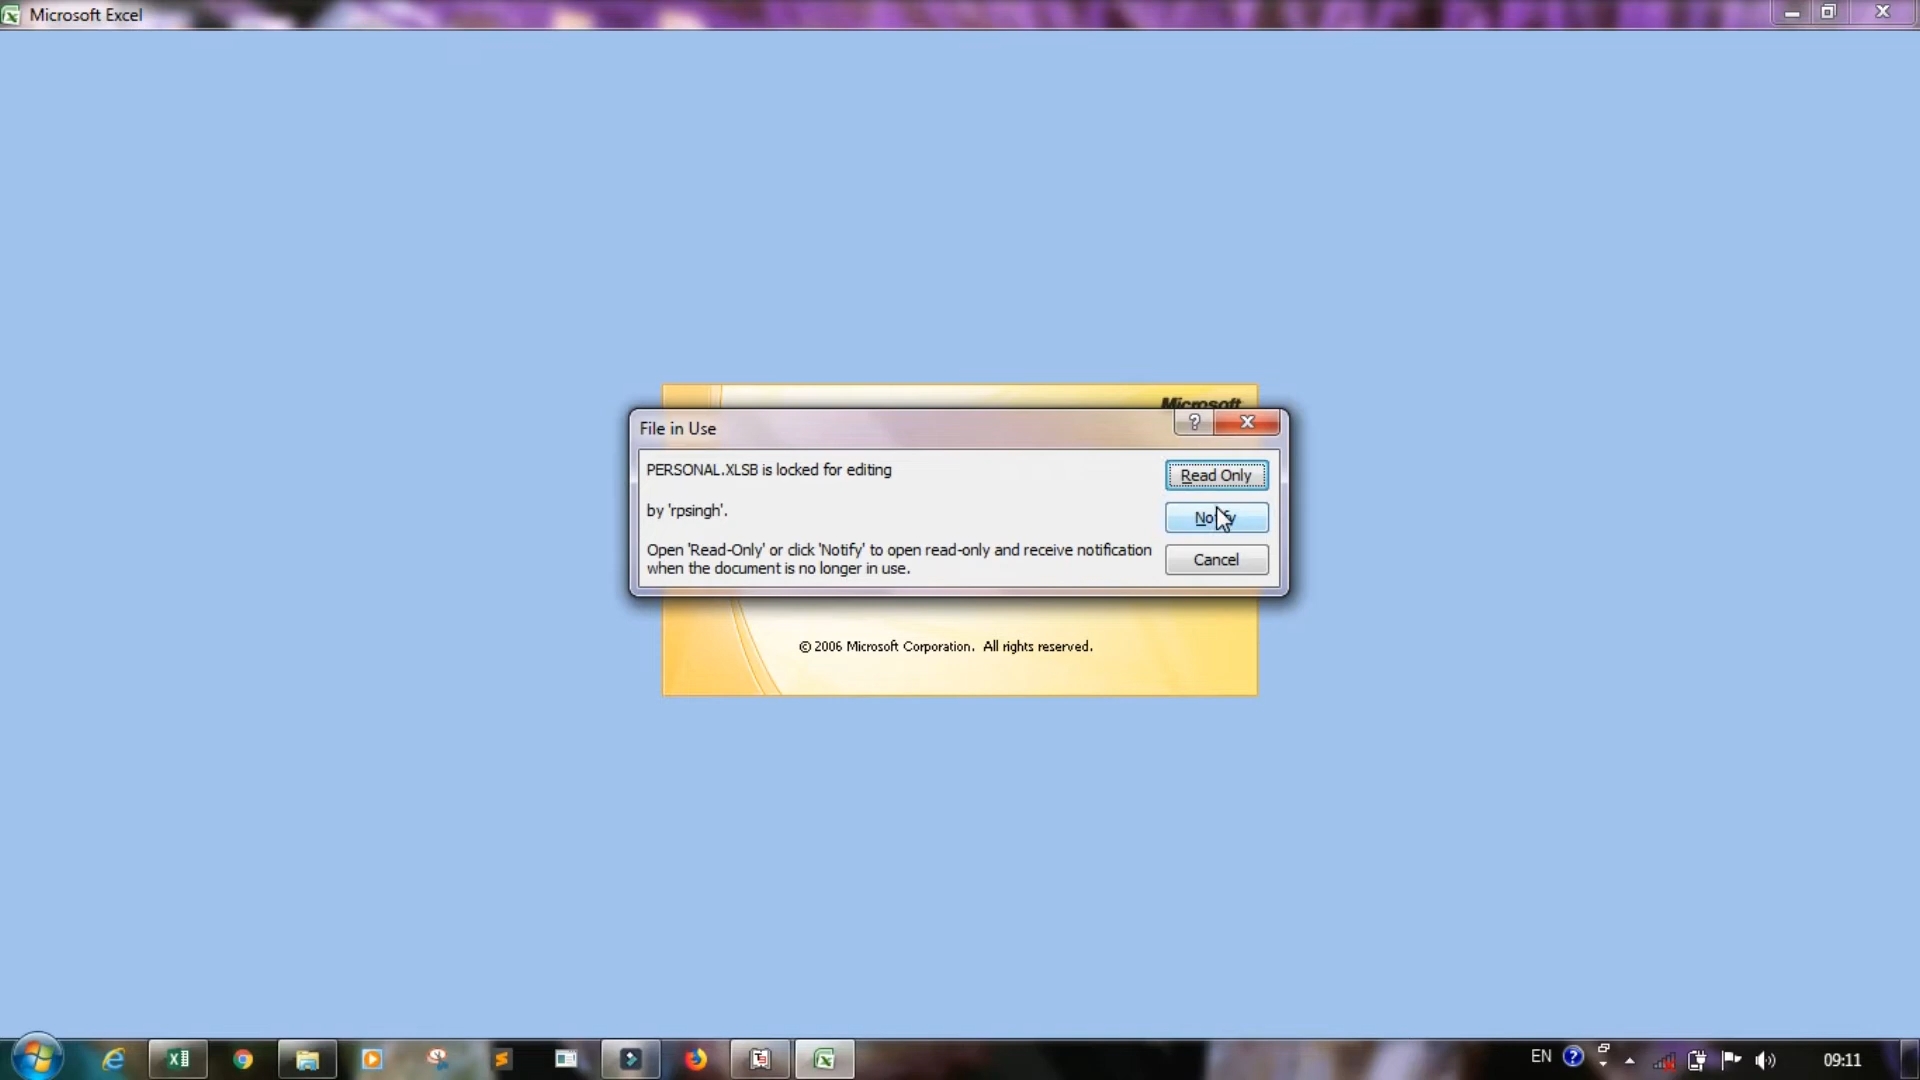 Microsoft Excel
Microsoft
File in Use
PERSONAL.XLSB is locked for editing
Read Only
by 'rpsingh'.
Notify
Open 'Read-Only' or click 'Notify' to open read-only and receive notification
when the document is no longer in use.
Cancel
© 2006 Microsoft Corporation. All rights reserved.
EN
09:11